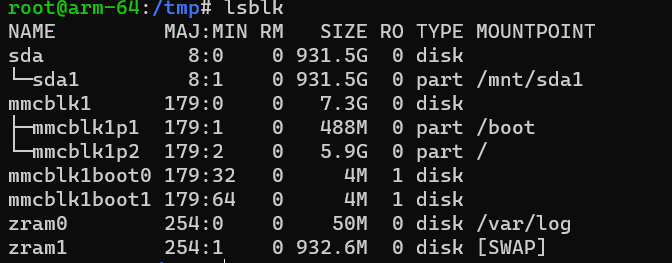 root@arm-64:/tmp# lsblk
NAME         MAJ:MIN RM   SIZE RO TYPE MOUNTPOINT
sda            8:0    0 931.5G  0 disk
└─sda1         8:1    0 931.5G  0 part /mnt/sda1
mmcblk1      179:0    0   7.3G  0 disk
├─mmcblk1p1  179:1    0   488M  0 part /boot
└─mmcblk1p2  179:2    0   5.9G  0 part /
mmcblk1boot0 179:32   0     4M  1 disk
mmcblk1boot1 179:64   0     4M  1 disk
zram0        254:0    0    50M  0 disk /var/log
zram1        254:1    0 932.6M  0 disk [SWAP]